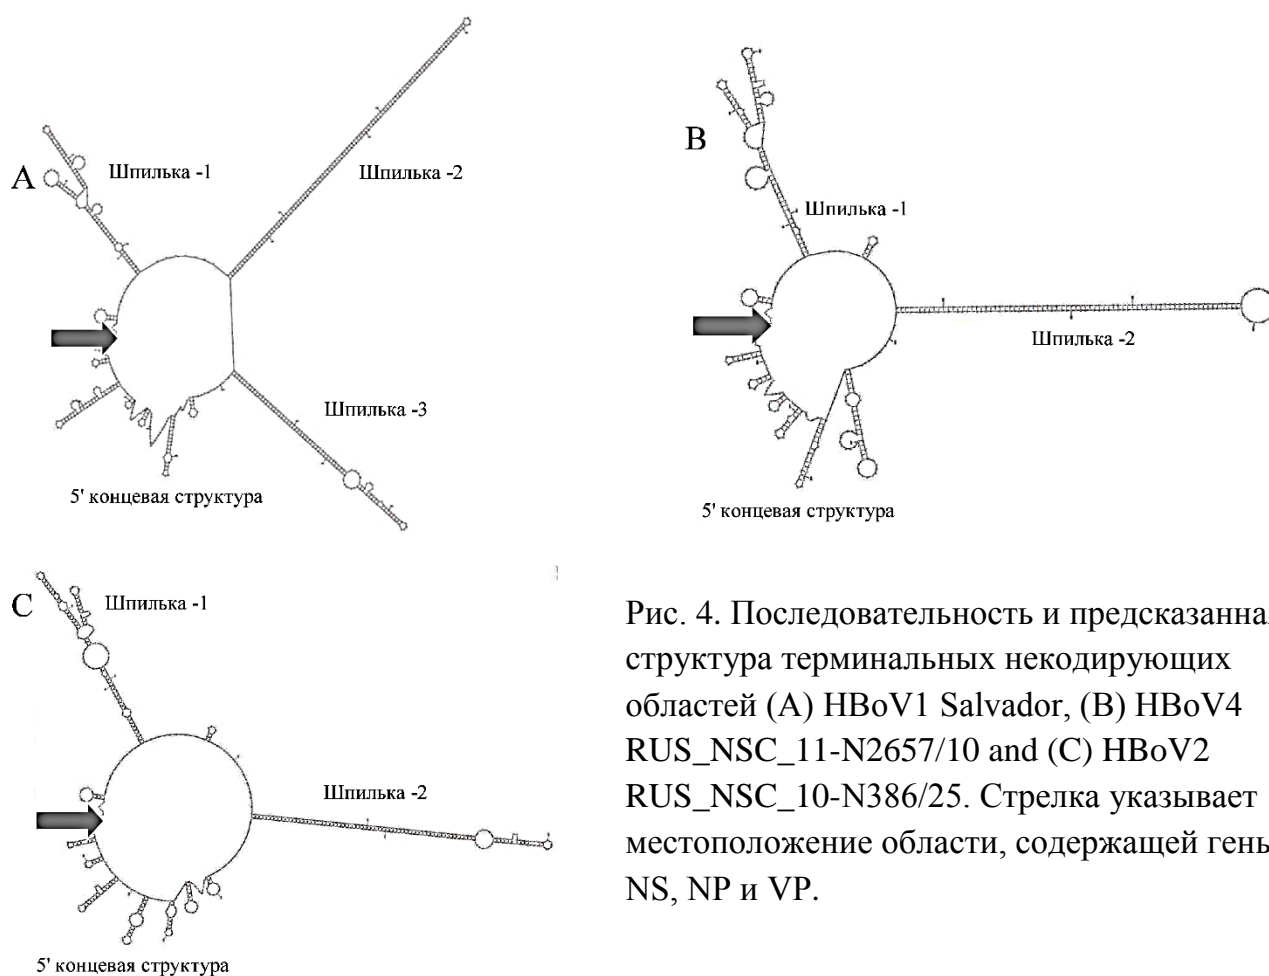 A
Шпилька -1
Шпилька -2
Шпилька -3
5' концевая структура
B
Шпилька -1
Шпилька -2
5' концевая структура
C
Шпилька -1
Шпилька -2
5' концевая структура
Рис. 4. Последовательность и предсказанна
структура терминальных некодирующих
областей (A) HBoV1 Salvador, (B) HBoV4
RUS_NSC_11-N2657/10 and (C) HBoV2
RUS_NSC_10-N386/25. Стрелка указывает
местоположение области, содержащей гены
NS, NP и VP.